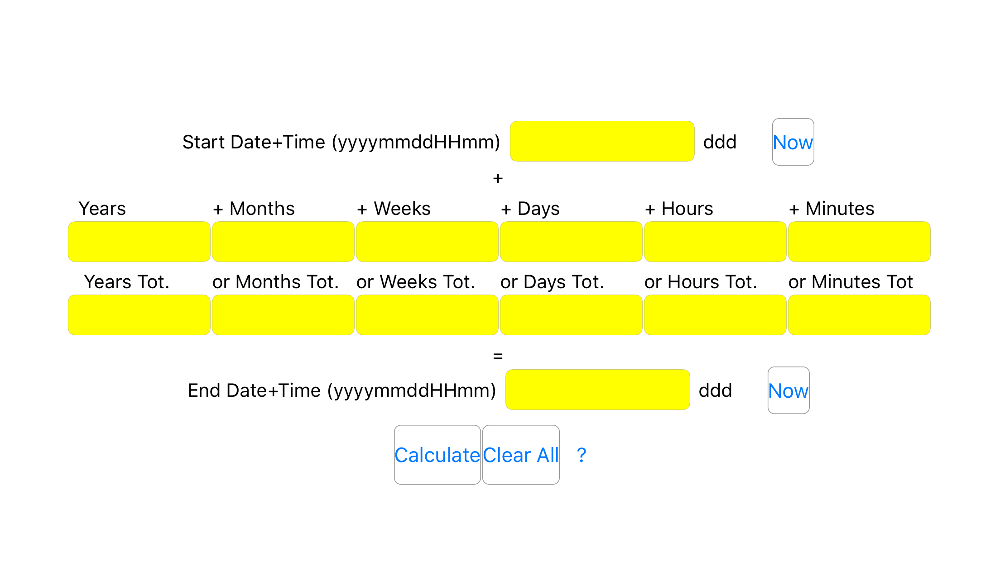 Start Date+Time (yyyymmddHHmm) ddd Now
+
Years + Months + Weeks + Days + Hours + Minutes
Years Tot. or Months Tot. or Weeks Tot. or Days Tot. or Hours Tot. or Minutes Tot
=
End Date+Time (yyyymmddHHmm) ddd Now
Calculate Clear All ?